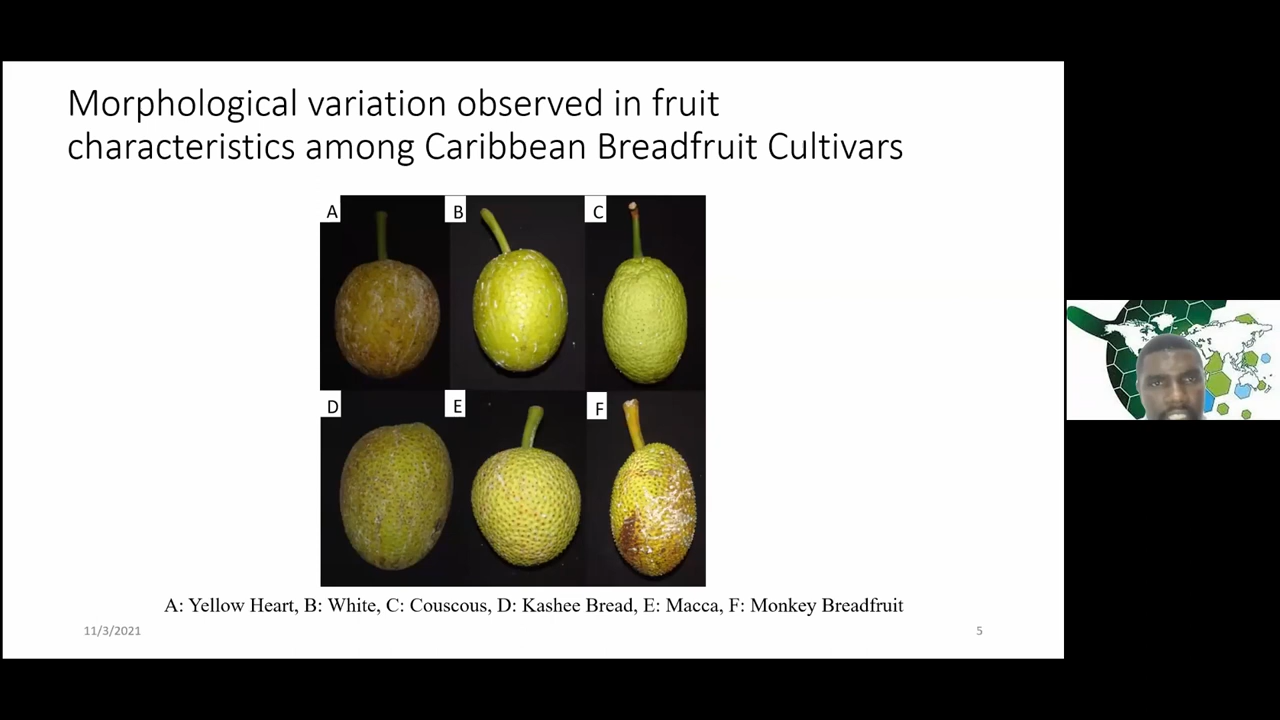 Morphological variation observed in fruit
characteristics among Caribbean Breadfruit Cultivars
A
B
C
D
E
F
A: Yellow Heart, B: White, C: Couscous, D: Kashee Bread, E: Macca, F: Monkey Breadfruit
11/3/2021
5